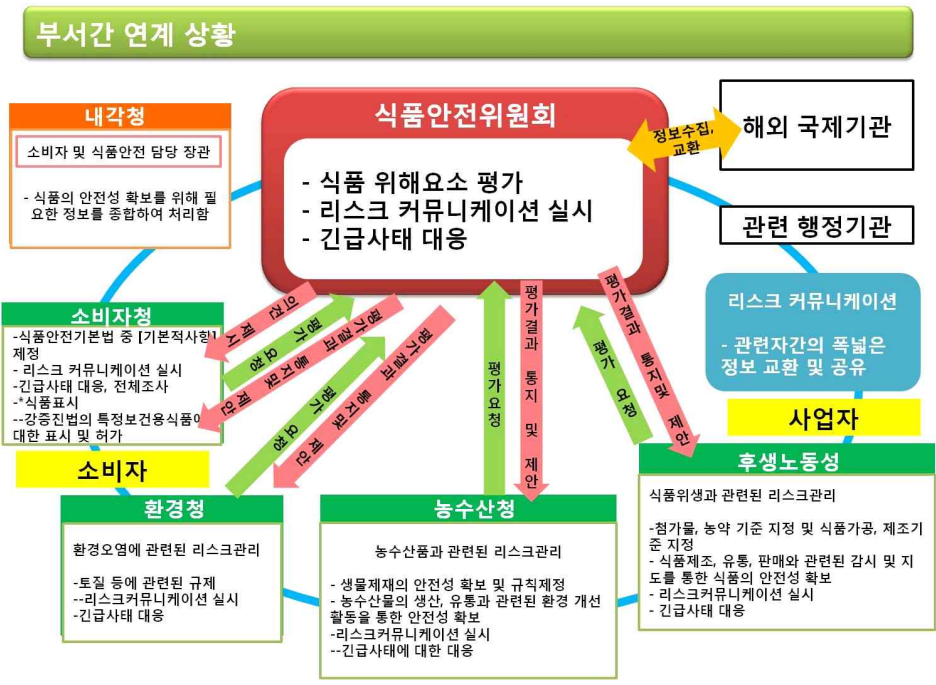 부서간 연계 상황
내각청
소비자 및 식품안전 담당 장관
- 식품의 안전성 확보를 위해 필
요한 정보를 종합하여 처리함
식품안전위원회
- 식품 위해요소 평가
- 리스크 커뮤니케이션 실시
- 긴급사태 대응
정보수집,
교환
해외 국제기관
관련 행정기관
리스크 커뮤니케이션
- 관련자간의 폭넓은
정보 교환 및 공유
사업자
소비자청
-식품안전기본법 중 [기본적사항]
제정
- 리스크 커뮤니케이션 실시
-긴급사태 대응, 전체조사
-*식품표시
--강증진법의 특정보건용식품에
대한 표시 및 허가
소비자
의견 제시
평가 요청
평가결과 통지및 제안
평가 요청
평가결과 통지및 제안
평가요청
평가결과 통지 및 제안
평가 요청
평가결과 통지및 제안
환경청
환경오염에 관련된 리스크관리
-토질 등에 관련된 규제
--리스크커뮤니케이션 실시
-긴급사태 대응
농수산청
농수산품과 관련된 리스크관리
- 생물제재의 안전성 확보 및 규칙제정
- 농수산물의 생산, 유통과 관련된 환경 개선
활동을 통한 안전성 확보
-리스크커뮤니케이션 실시
--긴급사태에 대한 대응
후생노동성
식품위생과 관련된 리스크관리
-첨가물, 농약 기준 지정 및 식품가공, 제조기
준 지정
- 식품제조, 유통, 판매와 관련된 감시 및 지
도를 통한 식품의 안전성 확보
- 리스크커뮤니케이션 실시
- 긴급사태 대응